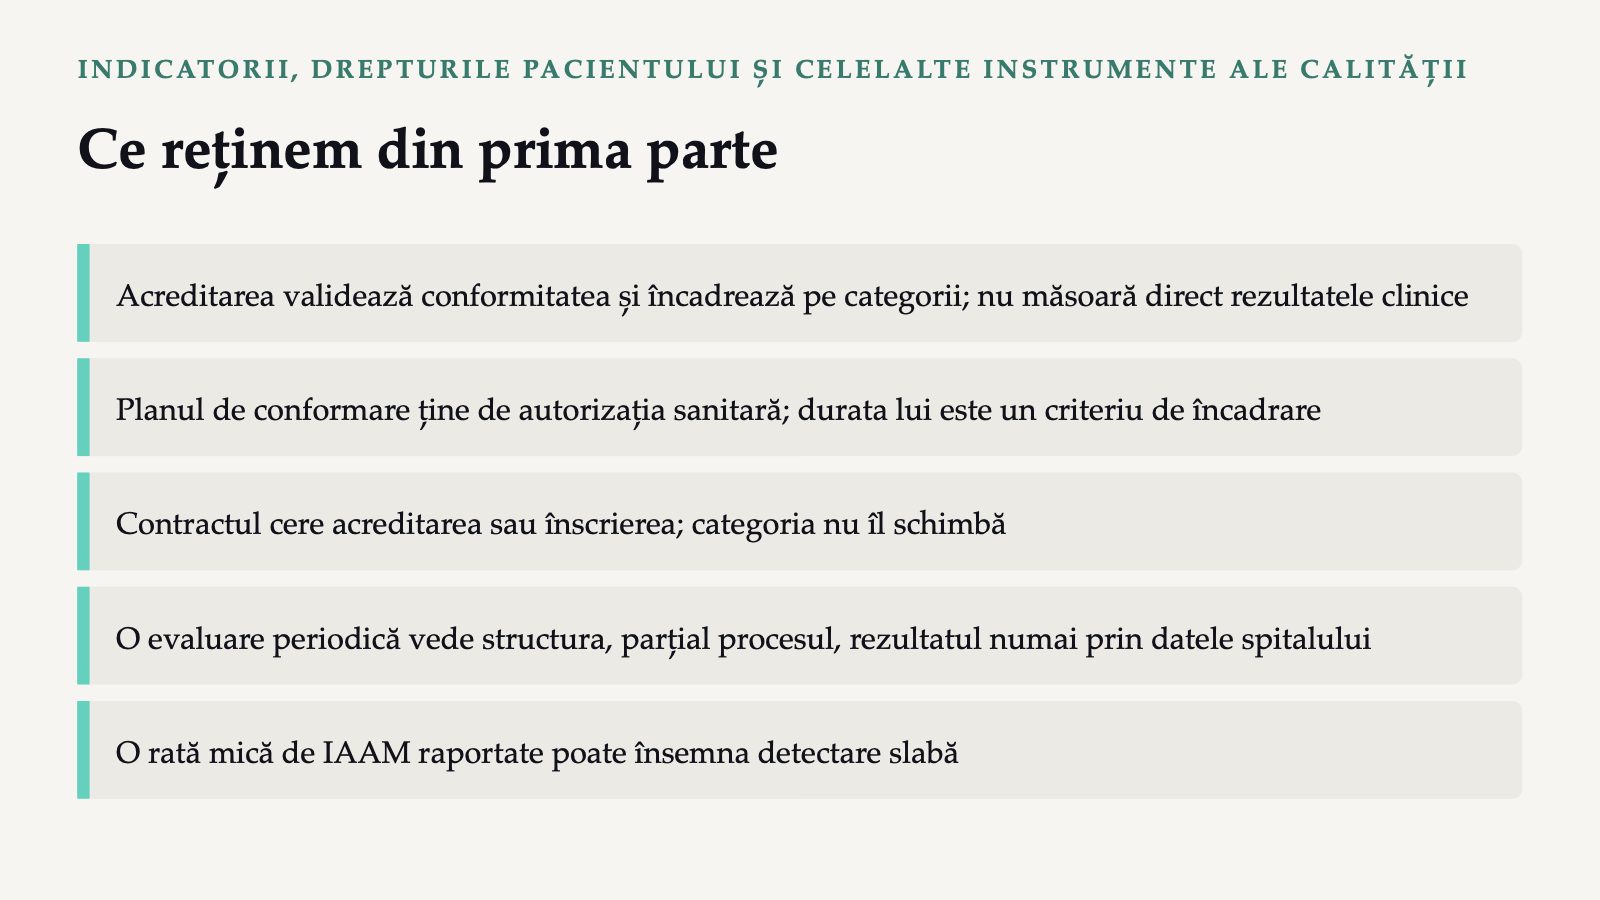 INDICATORII, DREPTURILE PACIENTULUI ȘI CELELALTE INSTRUMENTE ALE CALITĂȚII
Ce reținem din prima parte
Acreditarea validează conformitatea și încadrează pe categorii; nu măsoară direct rezultatele clinice
Planul de conformare ține de autorizația sanitară; durata lui este un criteriu de încadrare
Contractul cere acreditarea sau înscrierea; categoria nu îl schimbă
O evaluare periodică vede structura, parțial procesul, rezultatul numai prin datele spitalului
O rată mică de IAAM raportate poate însemna detectare slabă